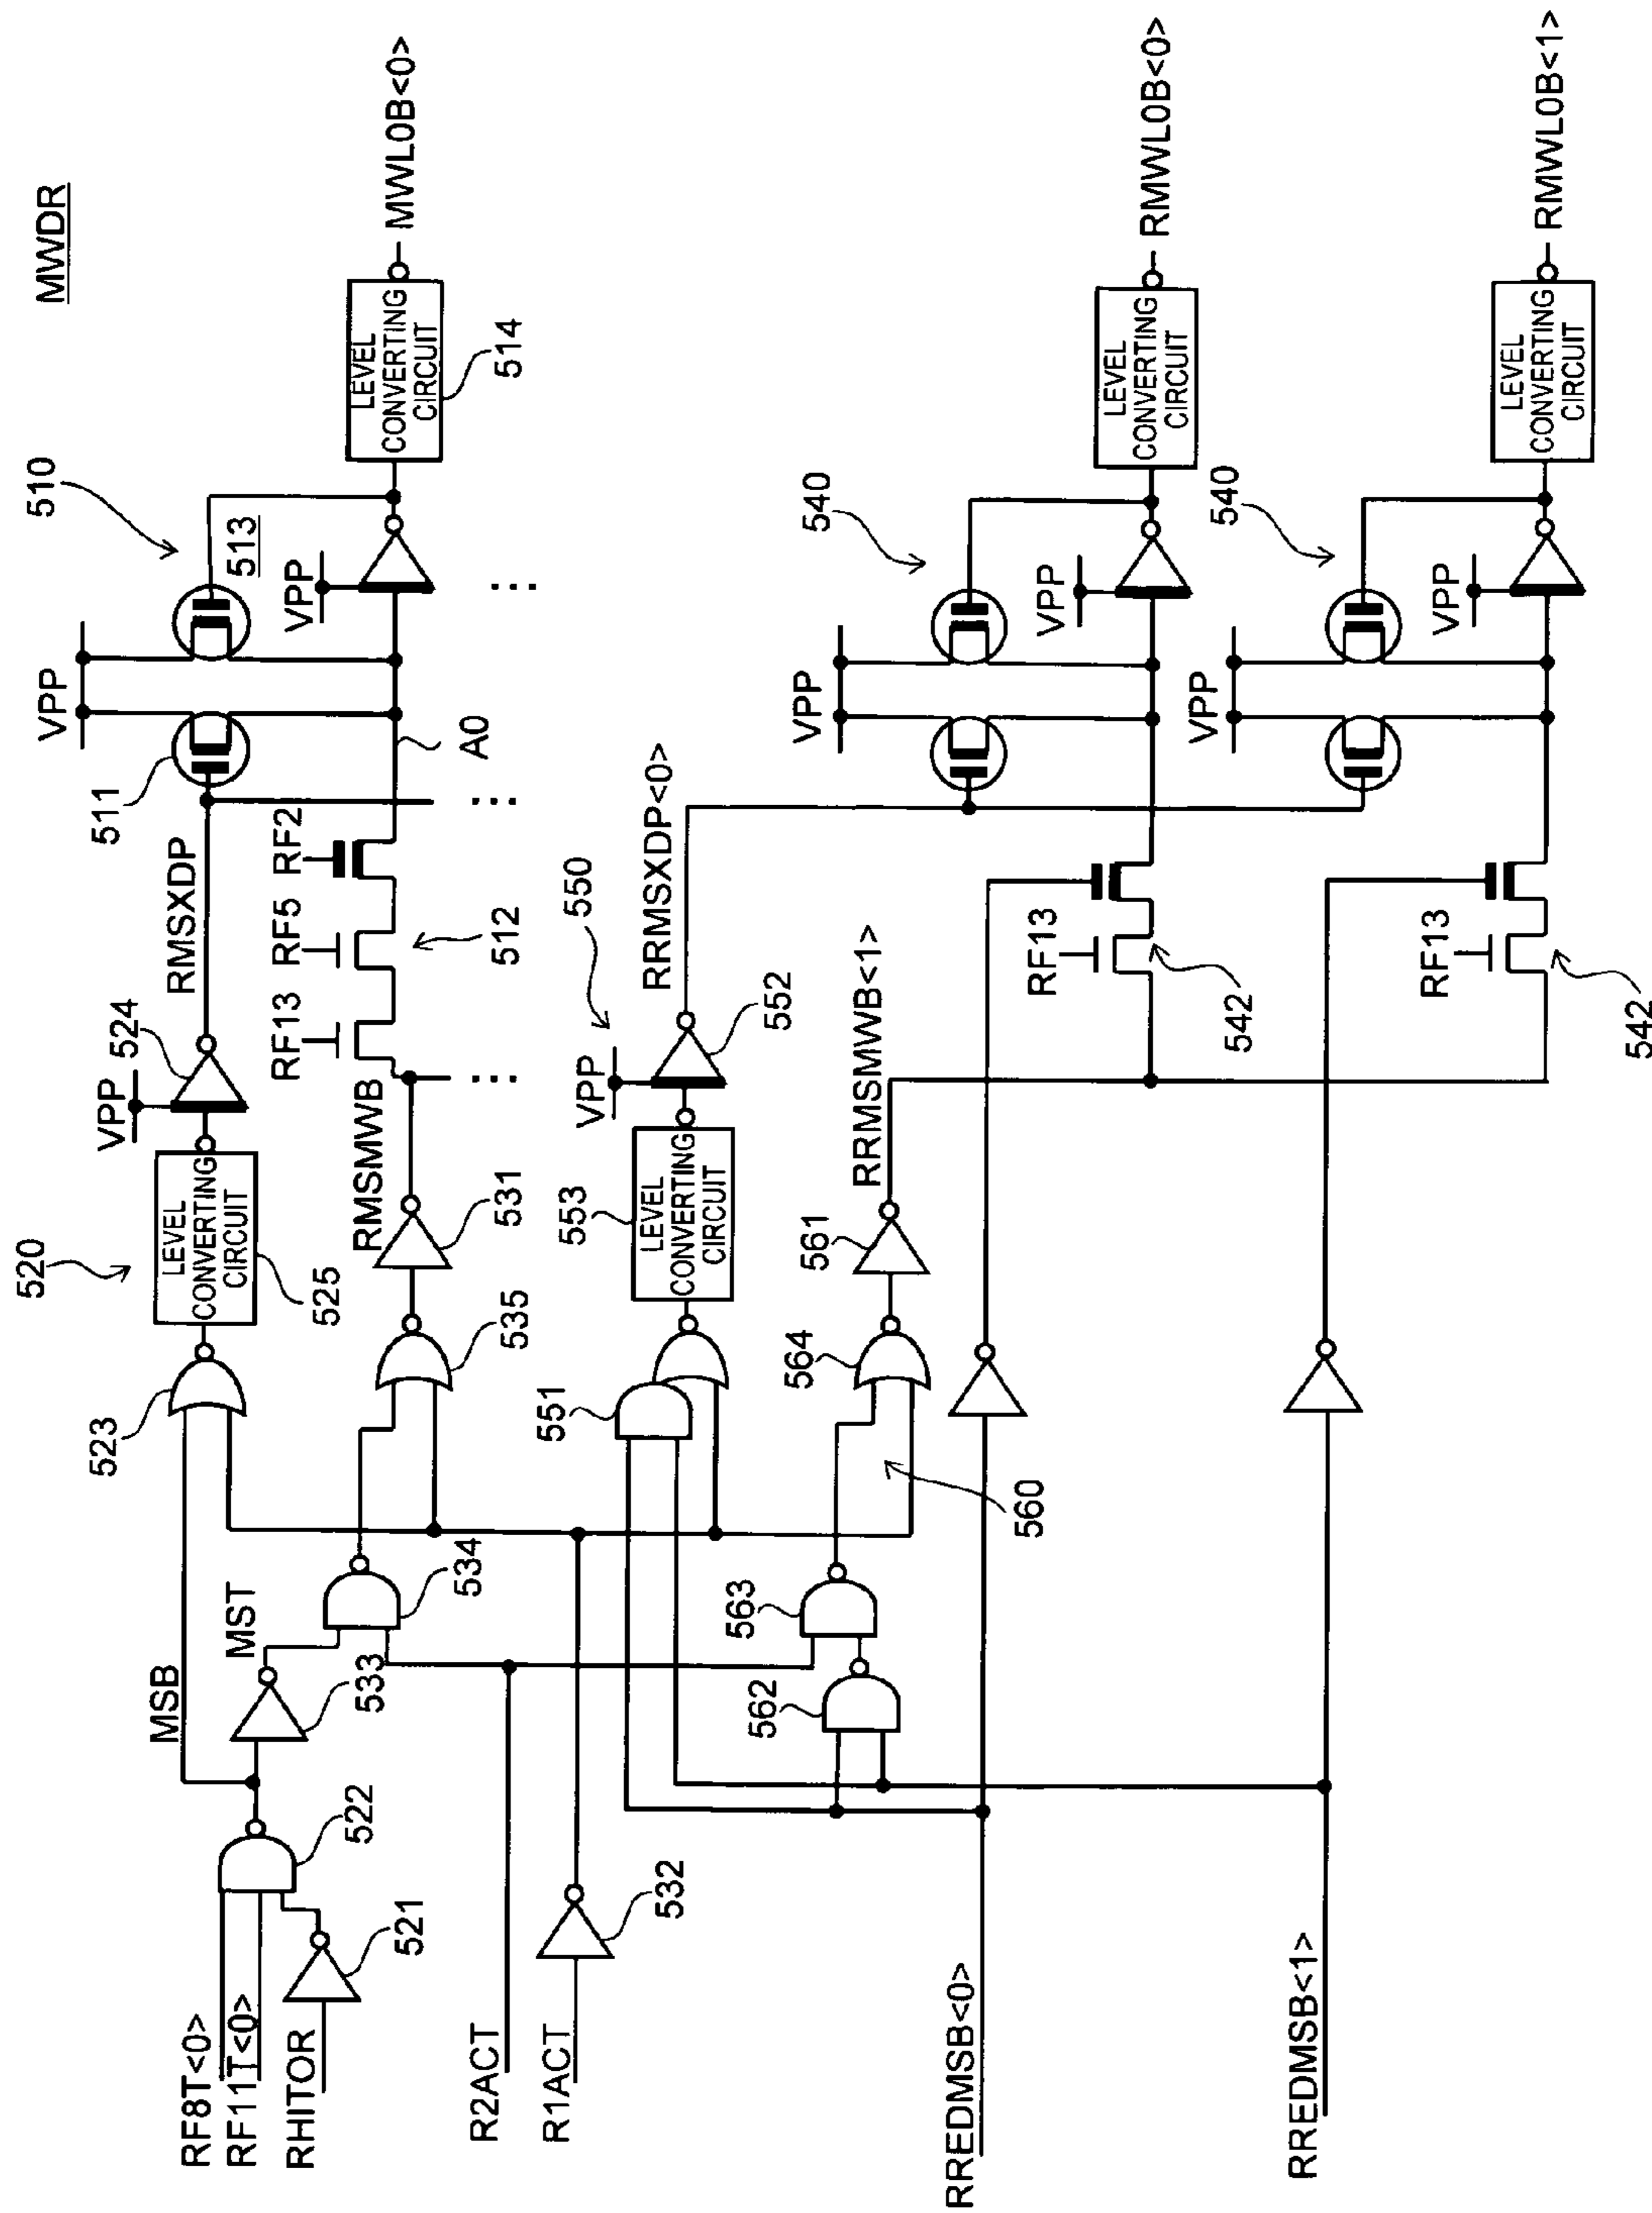 MWDR
RF8T<0>
RF11T<0>
RHITOR
521
522
MSB
533
MST
523
520
LEVEL
CONVERTING
CIRCUIT
525
VPP
524
RMSXDP
511
VPP
510
513
VPP
LEVEL
CONVERTING
CIRCUIT
514
MWL0B<0>
534
535
531
RMSMWB
RF13
RF5
RF2
512
A0
...
...
...
R2ACT
R1ACT
532
551
553
LEVEL
CONVERTING
CIRCUIT
VPP
550
552
RRMSXDP<0>
562
563
564
560
561
RRMSMWB<1>
RF13
542
VPP
540
VPP
LEVEL
CONVERTING
CIRCUIT
RMWL0B<0>
RREDMSB<0>
RREDMSB<1>
RF13
542
VPP
540
VPP
LEVEL
CONVERTING
CIRCUIT
RMWL0B<1>